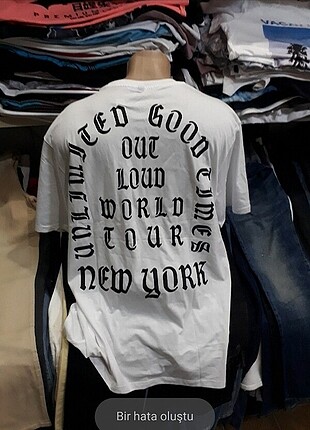 UNLIMITED GOOD TIMES
OUT
LOUD
WORLD
TOUR
NEW YORK
Bir hata oluştu